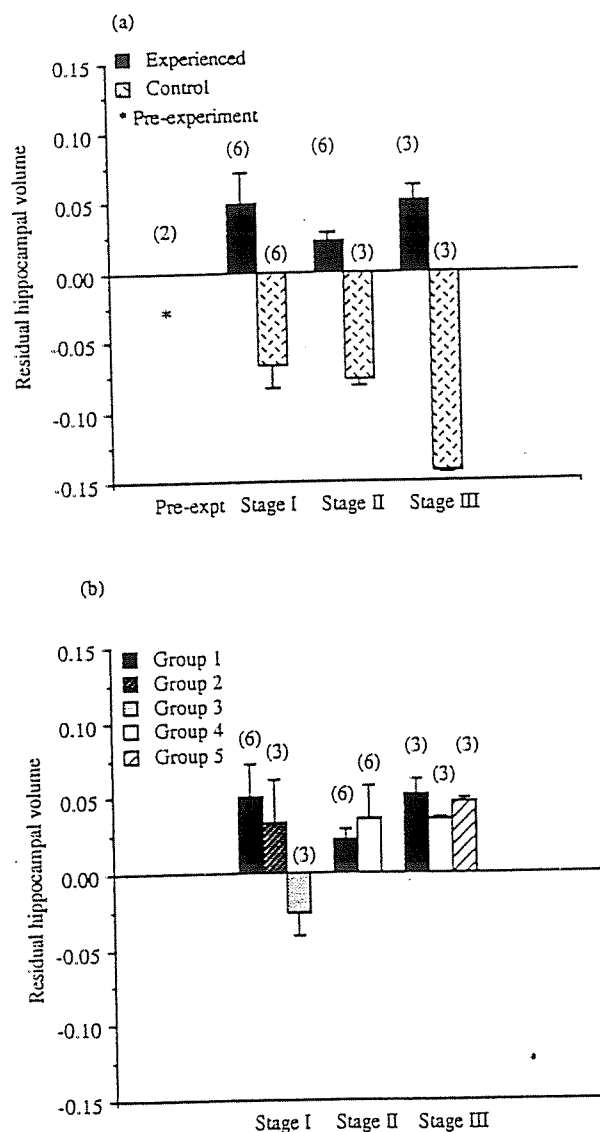 (a)
Experienced
Control
* Pre-experiment
Residual hippocampal volume
0.15
0.10
0.05
0.00
-0.05
-0.10
-0.15
(2)
(6)
(6)
(6)
(3)
(3)
(3)
*
Pre-expt Stage I Stage II Stage III
(b)
Group 1
Group 2
Group 3
Group 4
Group 5
Residual hippocampal volume
0.15
0.10
0.05
0.00
-0.05
-0.10
-0.15
(6)
(3)
(3)
(6)
(6)
(3)
(3)
(3)
Stage I Stage II Stage III